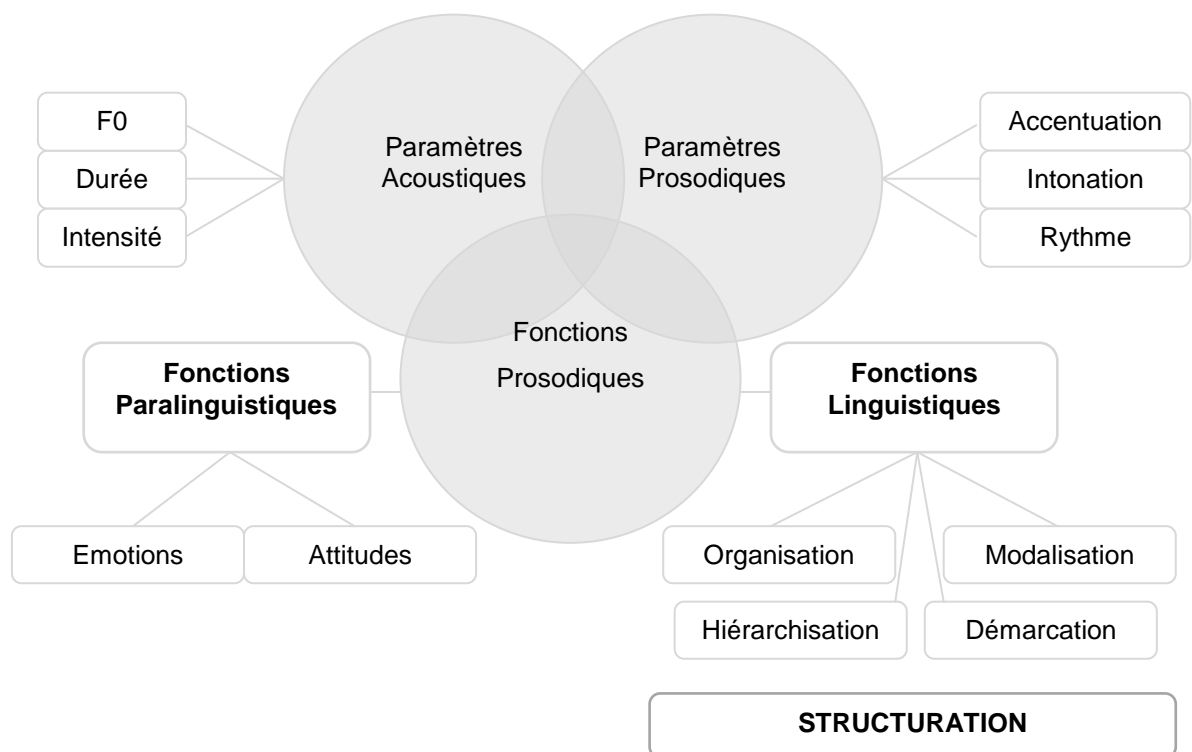 F0
Durée
Intensité
Paramètres
Acoustiques
Paramètres
Prosodiques
Accentuation
Intonation
Rythme
Fonctions
Prosodiques
Fonctions
Paralinguistiques
Fonctions
Linguistiques
Emotions
Attitudes
Organisation
Modalisation
Hiérarchisation
Démarcation
STRUCTURATION